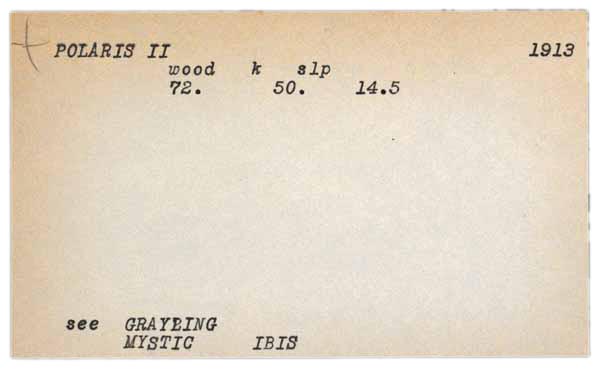 POLARIS II 1913
wood k slp
72. 50. 14.5
see GRAYLING
MYSTIC IBIS